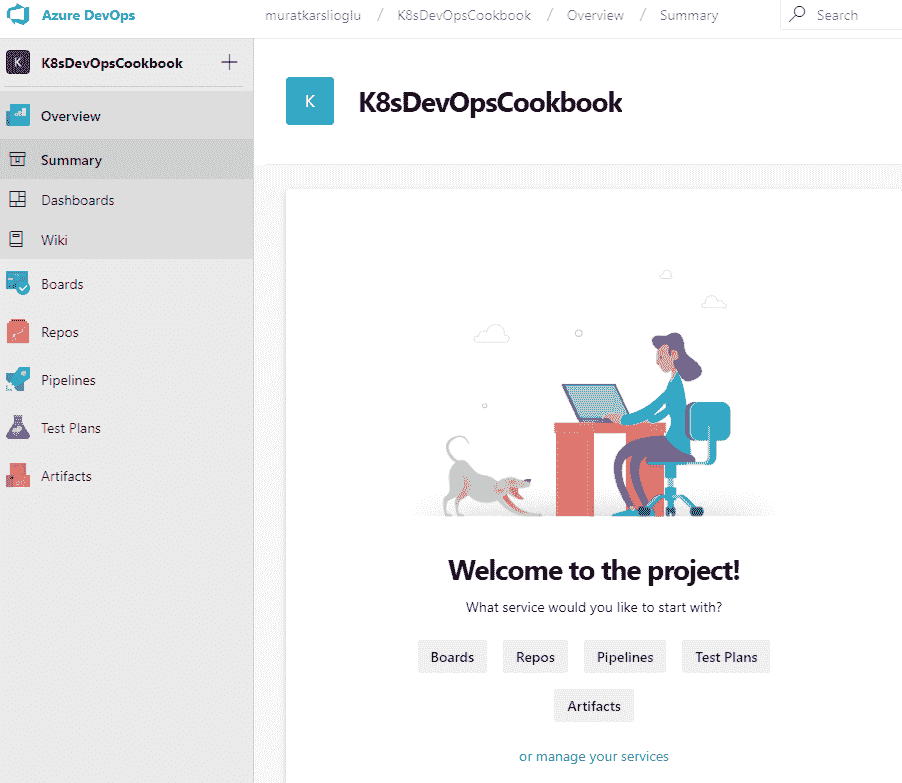 Azure DevOps
muratkarslioglu / K8sDevOpsCookbook / Overview / Summary
Search
K K8sDevOpsCookbook +
Overview
Summary
Dashboards
Wiki
Boards
Repos
Pipelines
Test Plans
Artifacts
K K8sDevOpsCookbook
Welcome to the project!
What service would you like to start with?
Boards Repos Pipelines Test Plans
Artifacts
or manage your services